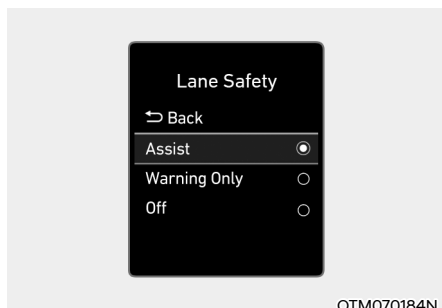 Lane Safety
Back
Assist
Warning Only
Off
OTM070184N